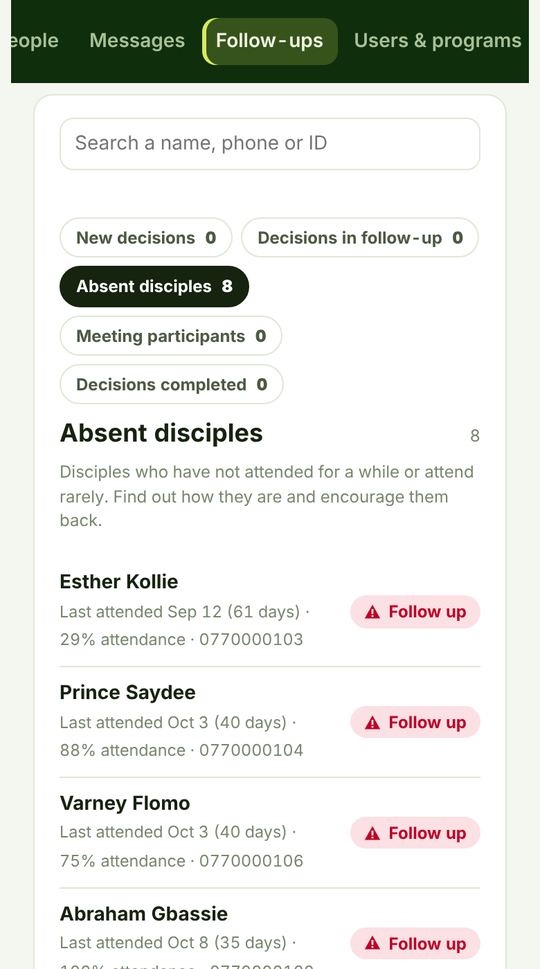 eople Messages Follow-ups Users & programs
Search a name, phone or ID
New decisions 0 Decisions in follow-up 0
Absent disciples 8
Meeting participants 0
Decisions completed 0
Absent disciples 8
Disciples who have not attended for a while or attend
rarely. Find out how they are and encourage them
back.
Esther Kollie
Last attended Sep 12 (61 days) ·
Follow up
29% attendance · 0770000103
Prince Saydee
Last attended Oct 3 (40 days) ·
Follow up
88% attendance · 0770000104
Varney Flomo
Last attended Oct 3 (40 days) ·
Follow up
75% attendance · 0770000106
Abraham Gbassie
Last attended Oct 8 (35 days) ·
Follow up